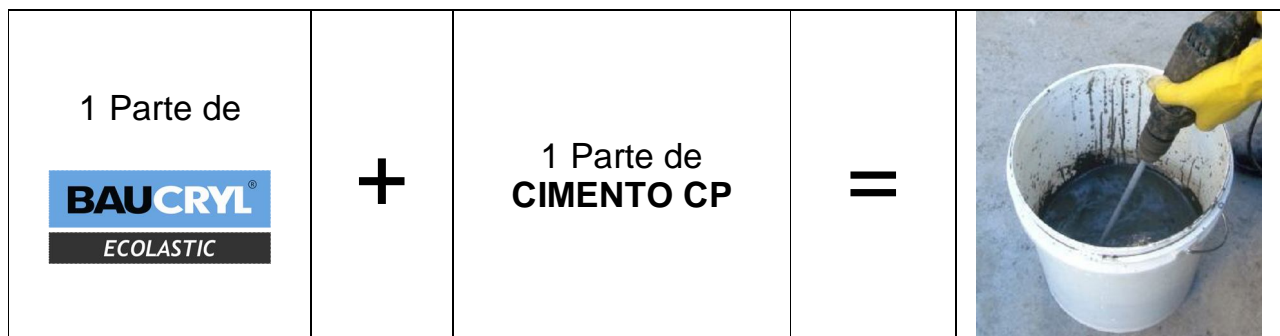 1 Parte de
BAUCRYL®
ECOLASTIC
+
1 Parte de
CIMENTO CP
=